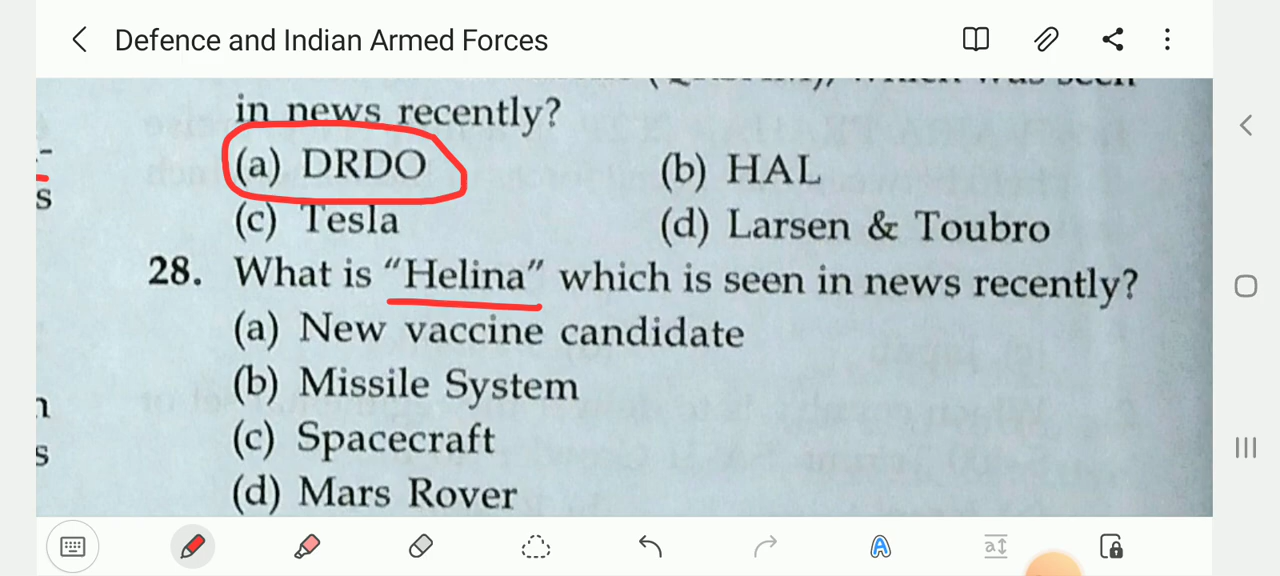 Defence and Indian Armed Forces
in news recently?
(a) DRDO (b) HAL
(c) Tesla (d) Larsen & Toubro
28. What is “Helina” which is seen in news recently?
(a) New vaccine candidate
(b) Missile System
(c) Spacecraft
(d) Mars Rover